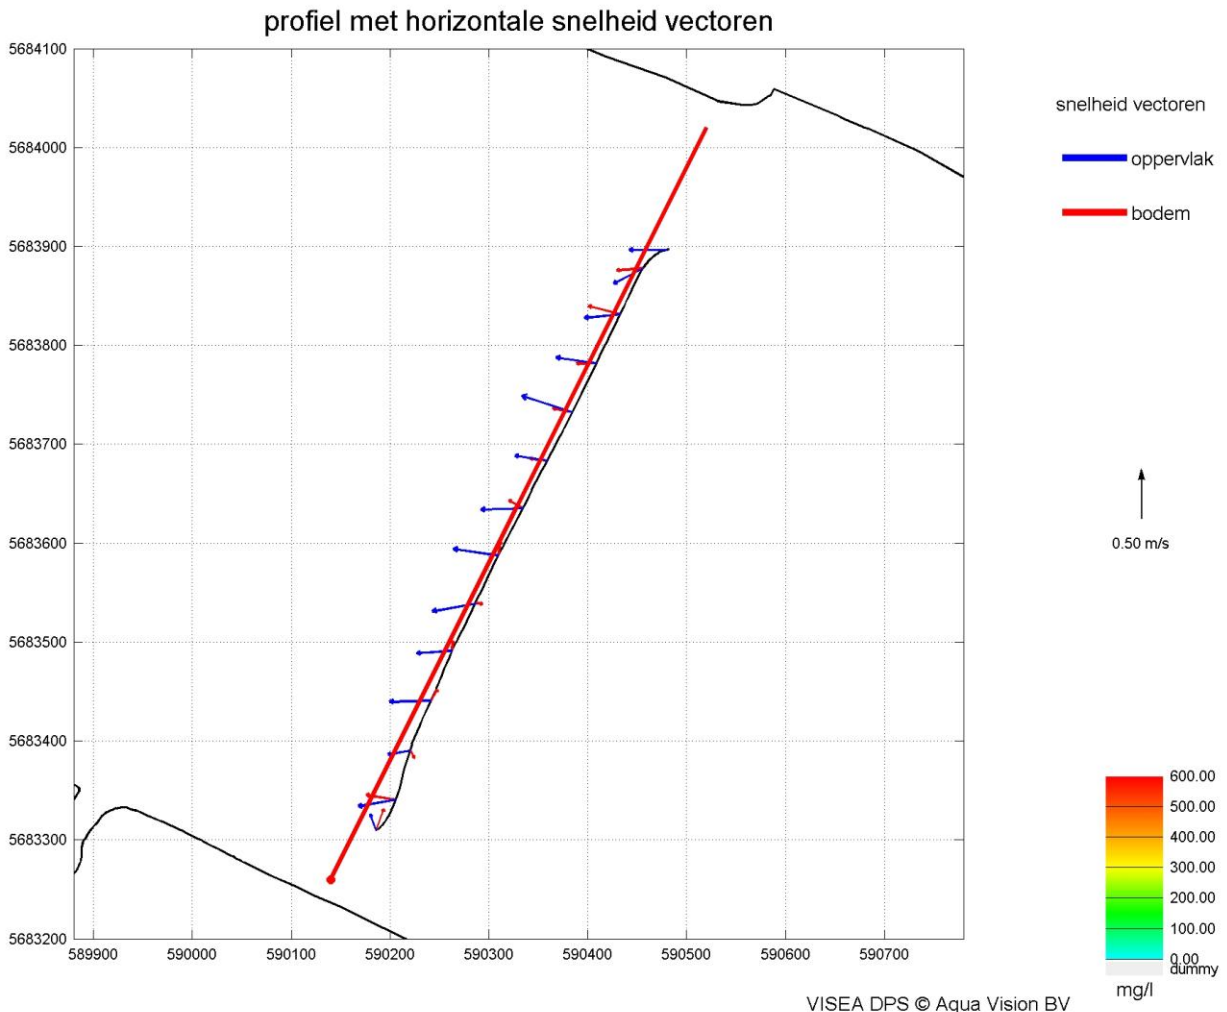 profiel met horizontale snelheid vectoren
5684100
5684000
5683900
5683800
5683700
5683600
5683500
5683400
5683300
5683200
589900 590000 590100 590200 590300 590400 590500 590600 590700
snelheid vectoren
oppervlak
bodem
0.50 m/s
600.00
500.00
400.00
300.00
200.00
100.00
0.00
dummy
mg/l
VISEA DPS © Aqua Vision BV